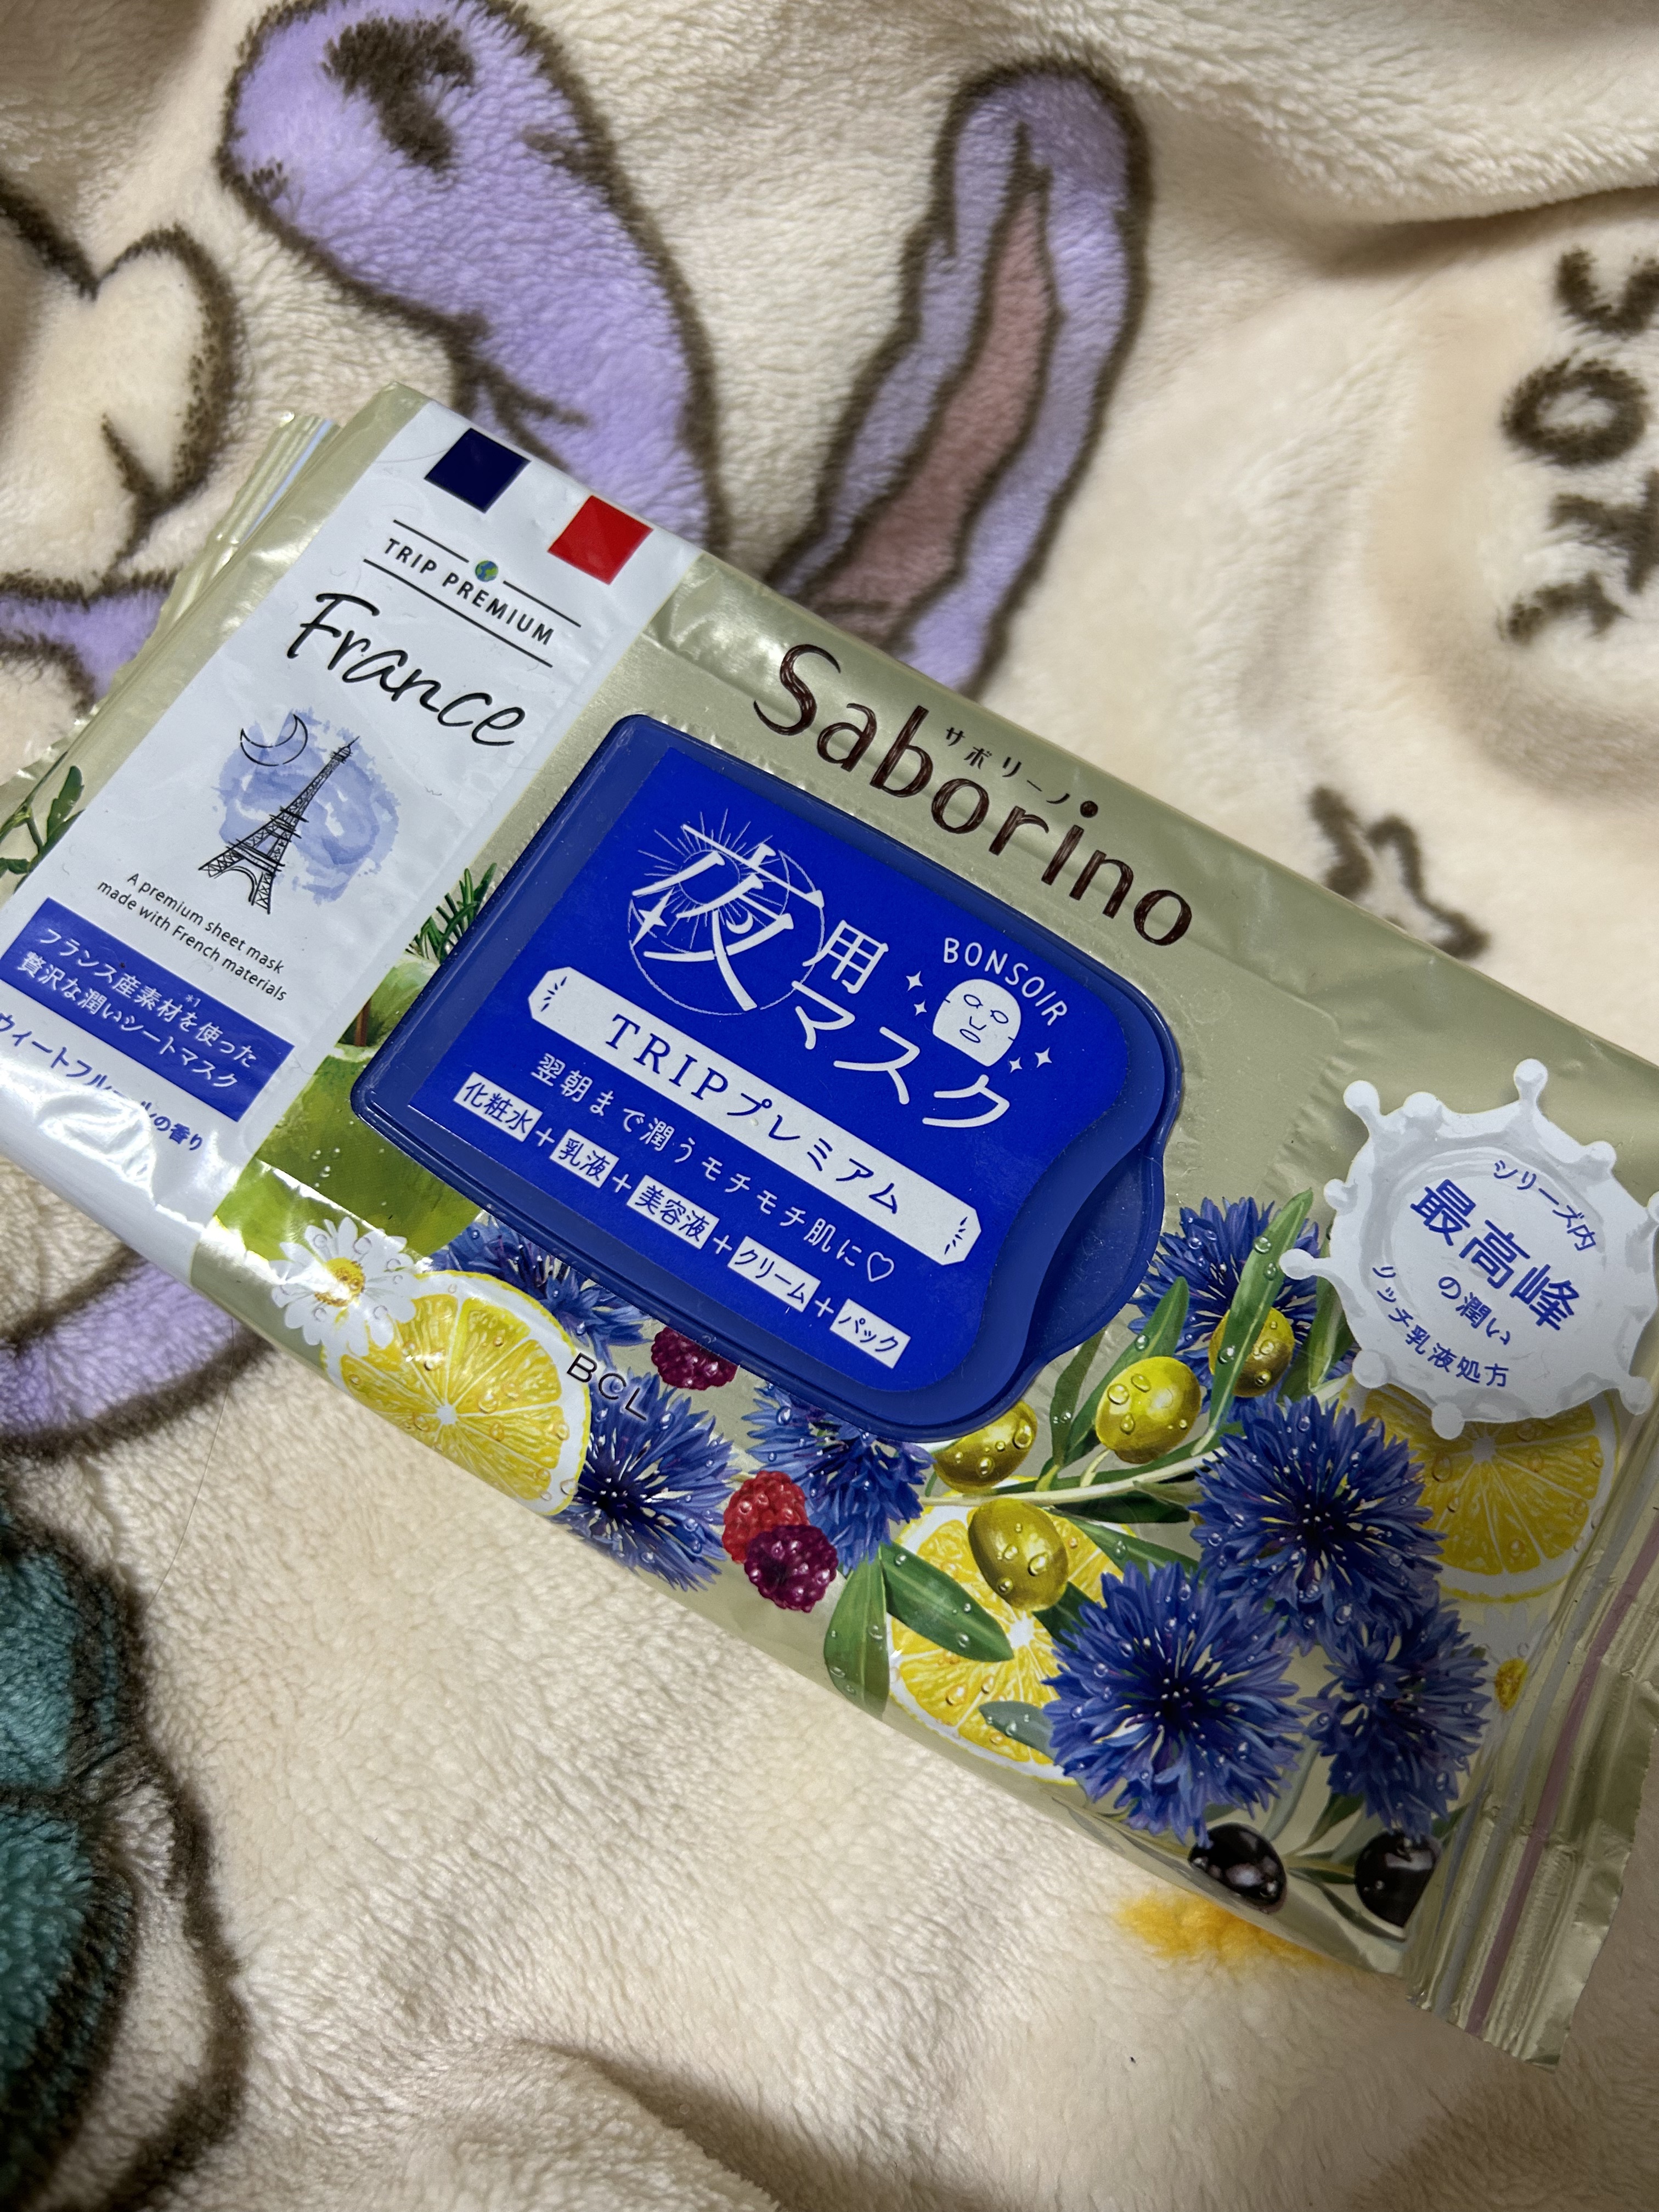 TRIP PREMIUM
France
A premium sheet mask
made with French materials
フランス産素材を使った
*1
贅沢な潤いシートマスク
の香り
サボリーノ
Saborino
夜用マスク
BONSOIR
TRIPプレミアム
翌朝まで潤うモチモチ肌に♡
化粧水+乳液+美容液+クリーム+パック
BCL
シリーズ内
最高峰
の潤い
リッチ乳液処方